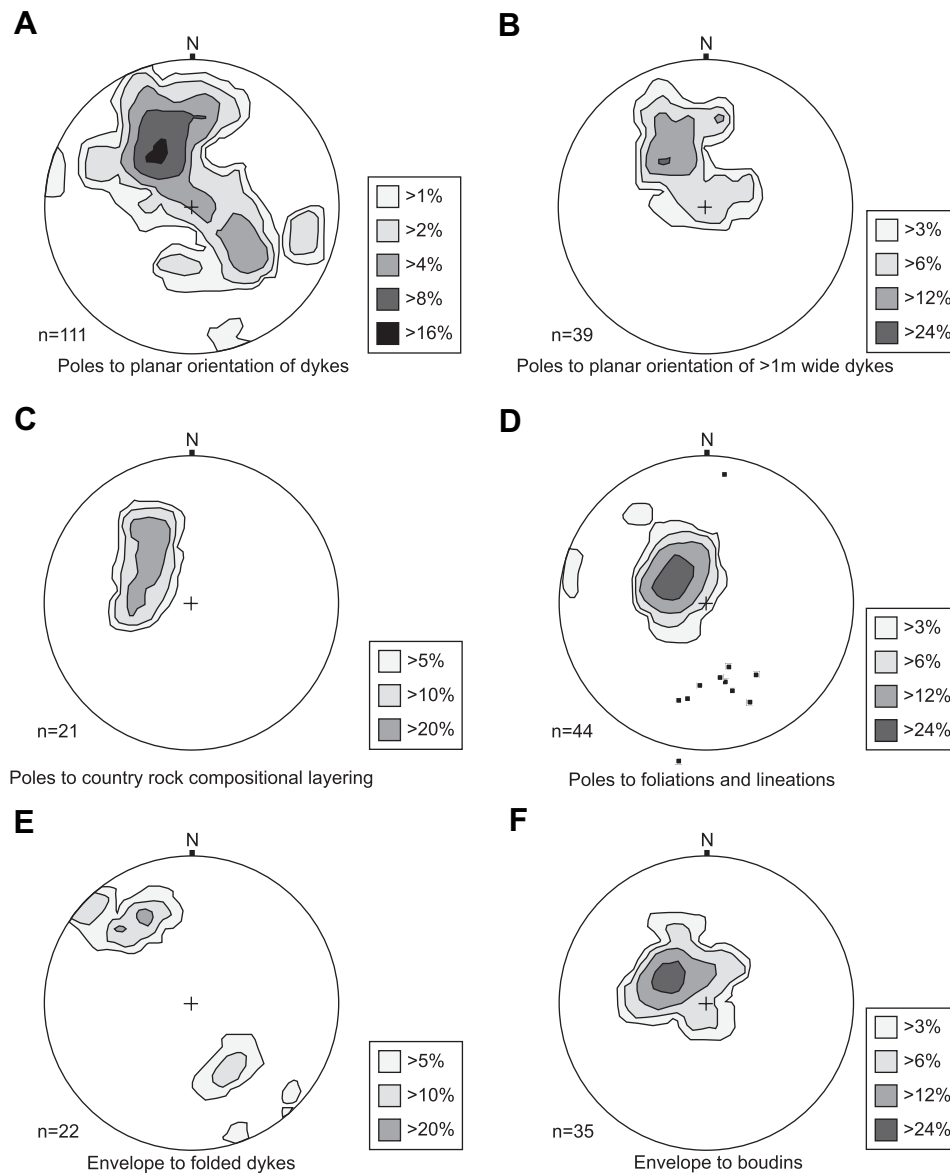 A
B
N
N
>1%
>2%
>4%
>8%
>16%
>3%
>6%
>12%
>24%
n=111
n=39
Poles to planar orientation of dykes
Poles to planar orientation of >1m wide dykes
C
D
N
N
>5%
>10%
>20%
>3%
>6%
>12%
>24%
n=21
n=44
Poles to country rock compositional layering
Poles to foliations and lineations
E
F
N
N
>5%
>10%
>20%
>3%
>6%
>12%
>24%
n=22
n=35
Envelope to folded dykes
Envelope to boudins